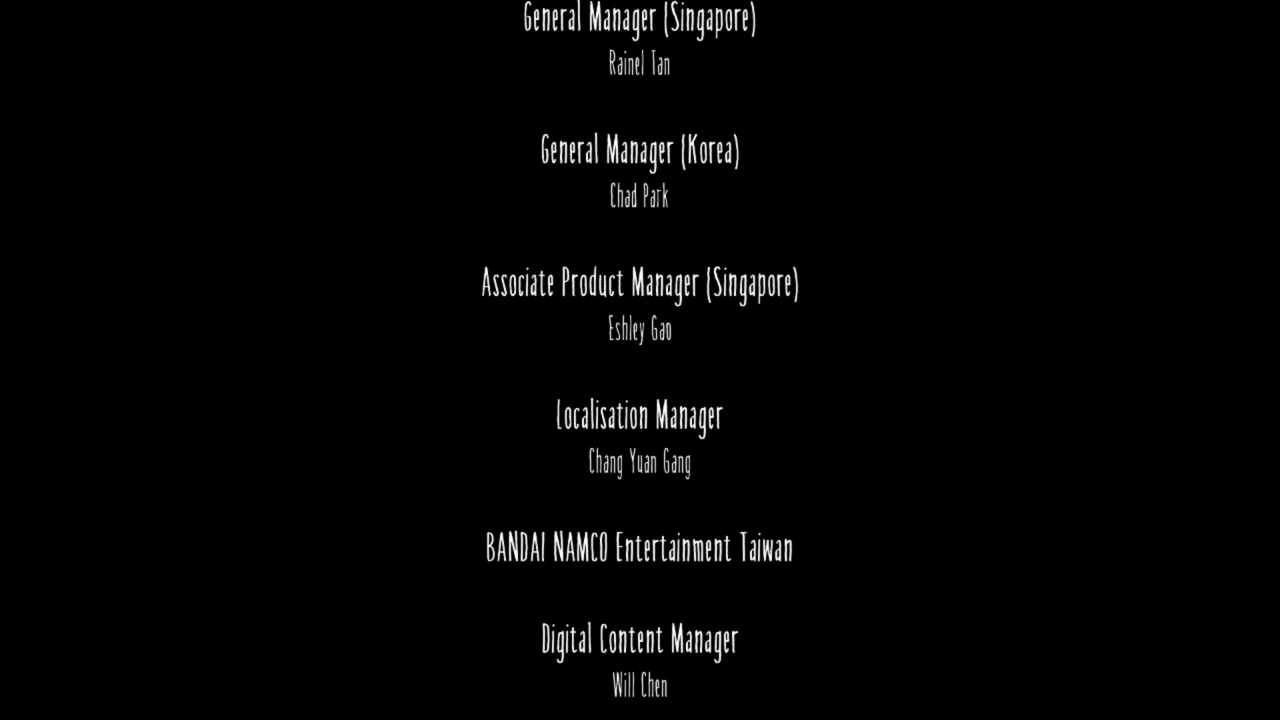 General Manager (Singapore)
Rainel Tan
General Manager (Korea)
Chad Park
Associate Product Manager (Singapore)
Eshley Gao
Localisation Manager
Chang Yuan Gang
BANDAI NAMCO Entertainment Taiwan
Digital Content Manager
Will Chen